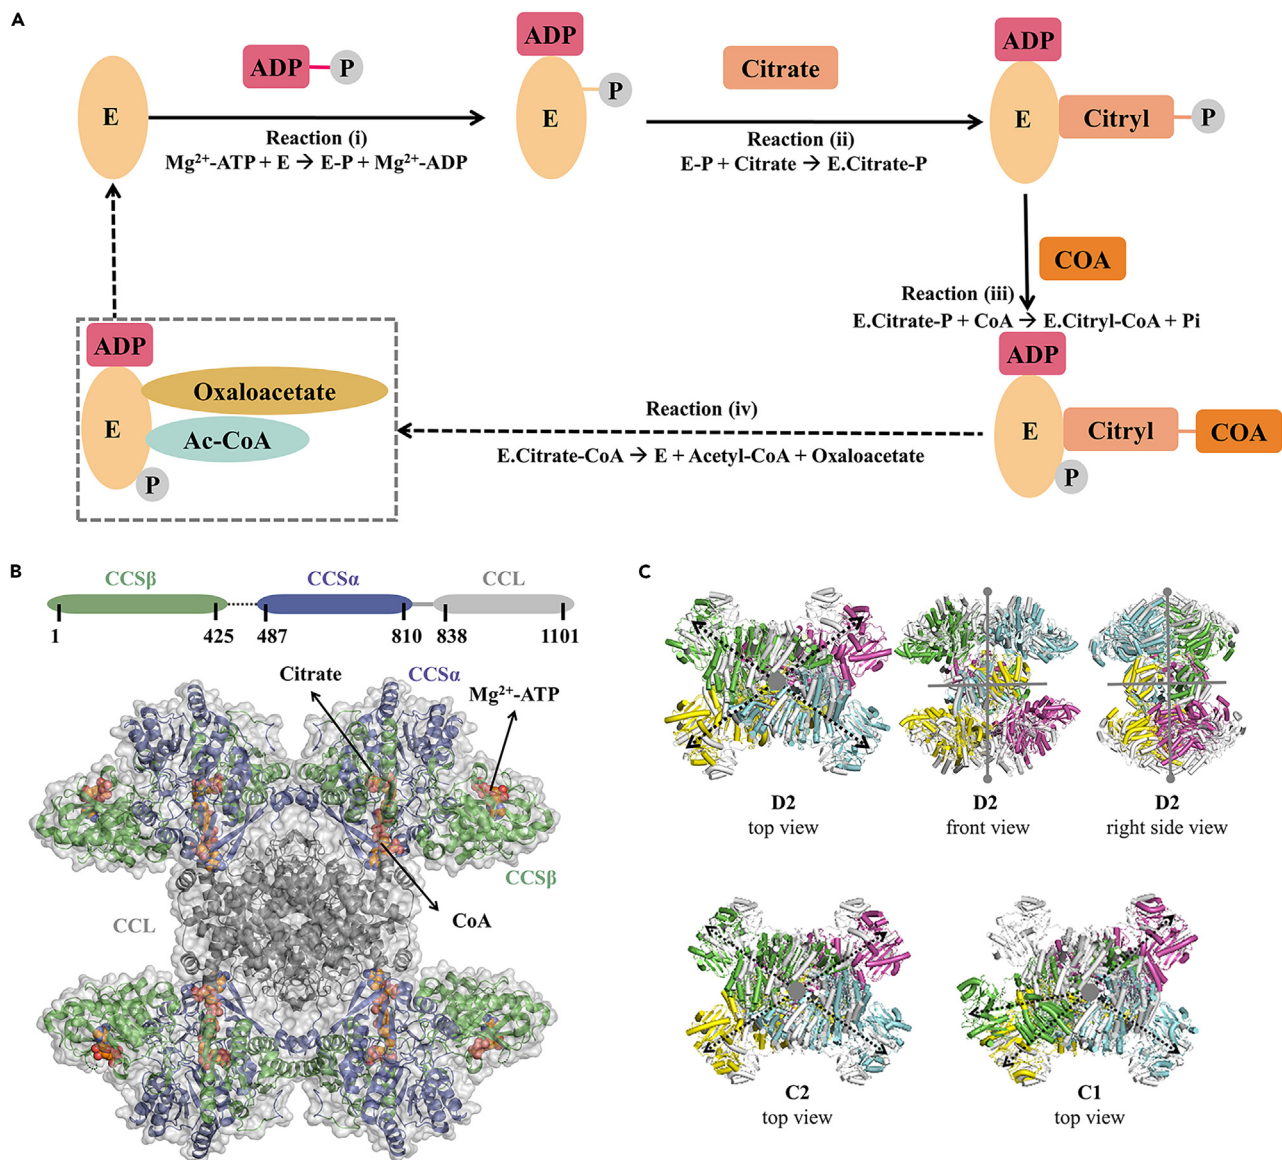 A
E
ADP
P
Reaction (i)
Mg²⁺-ATP + E → E-P + Mg²⁺-ADP
ADP
P
E
Citrate
Reaction (ii)
E-P + Citrate → E.Citrate-P
ADP
E
Citryl
P
COA
Reaction (iii)
E.Citrate-P + CoA → E.Citryl-CoA + Pi
ADP
E
Citryl
COA
P
Reaction (iv)
E.Citrate-CoA → E + Acetyl-CoA + Oxaloacetate
ADP
Oxaloacetate
E
Ac-CoA
P
B
CCSβ
CCSα
CCL
1
425
487
810
838
1101
Citrate
CCSα
Mg²⁺-ATP
CCSβ
CCL
CoA
C
D2
top view
D2
front view
D2
right side view
C2
top view
C1
top view